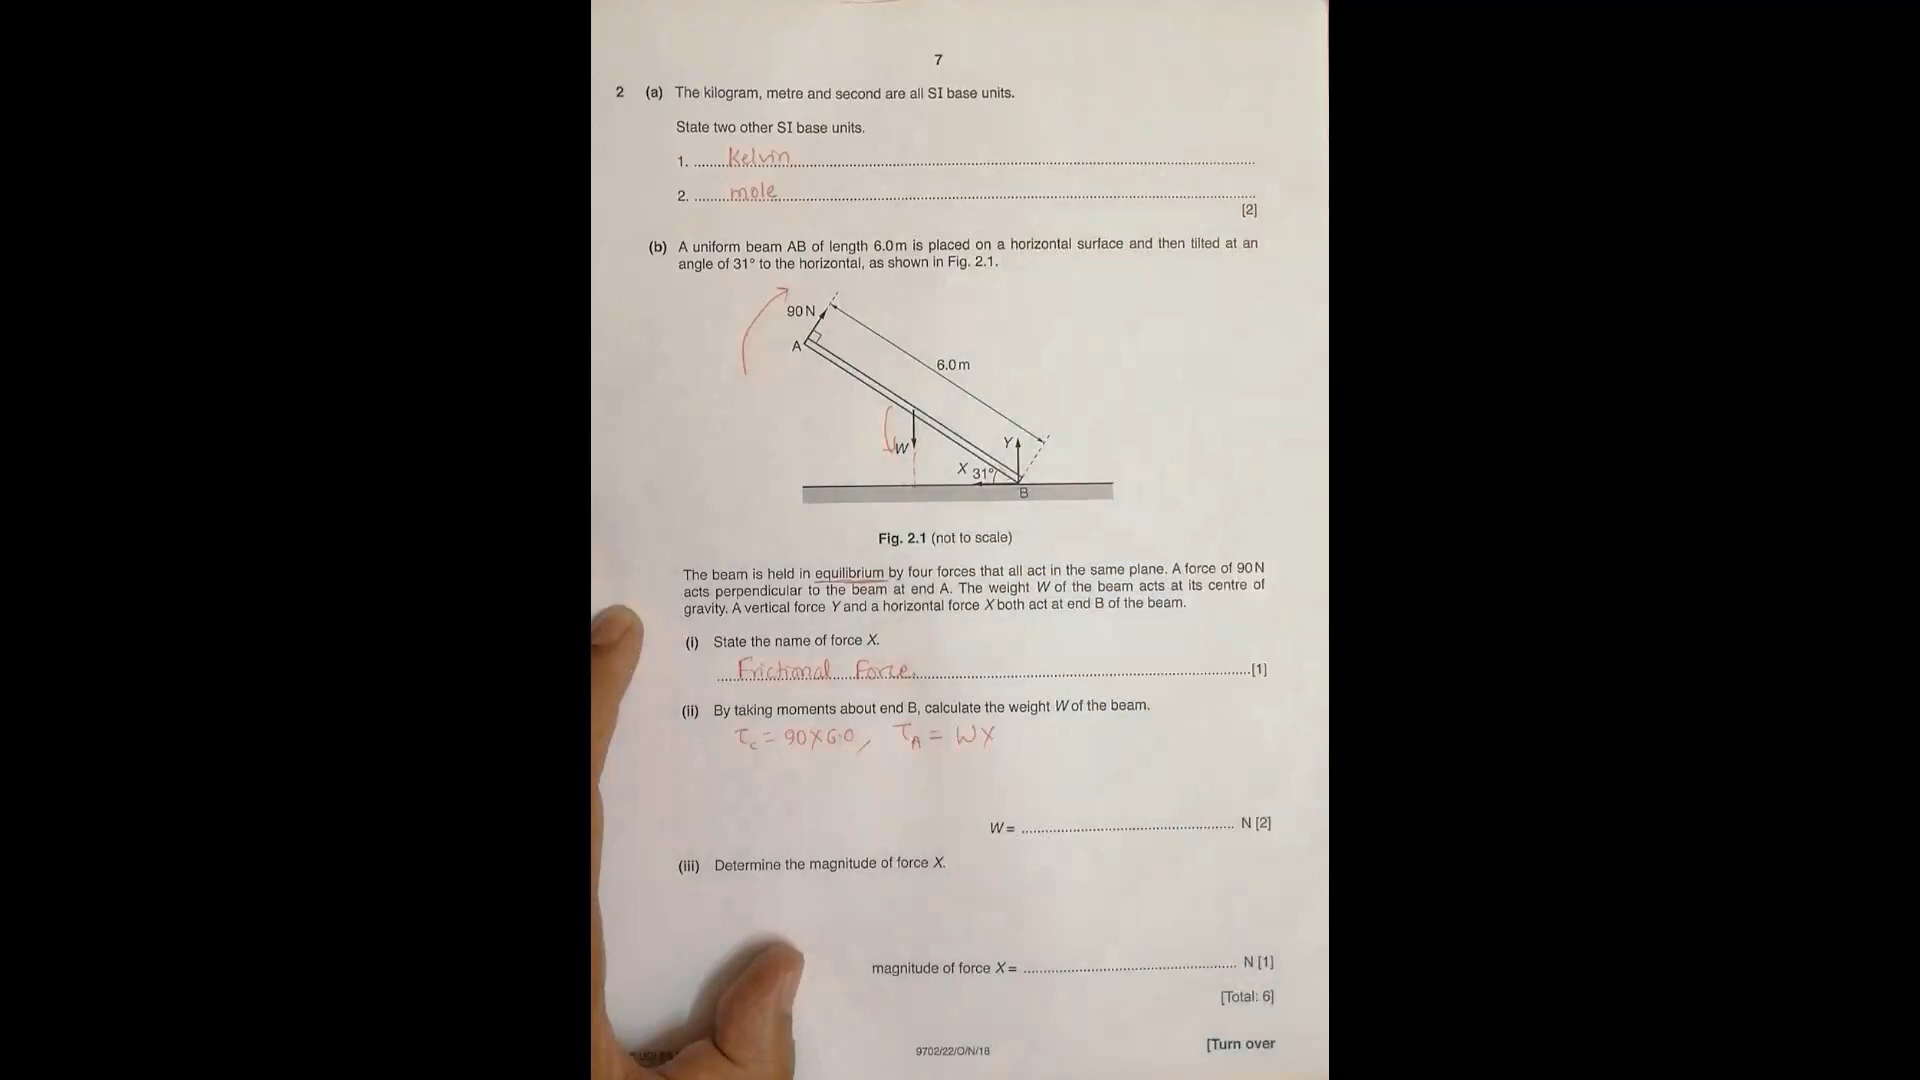 7
2 (a) The kilogram, metre and second are all SI base units.
State two other SI base units.
1. Kelvin
2. mole
[2]
(b) A uniform beam AB of length 6.0 m is placed on a horizontal surface and then tilted at an
angle of 31° to the horizontal, as shown in Fig. 2.1.
90 N
A
6.0 m
W
Y
X 31°
B
Fig. 2.1 (not to scale)
The beam is held in equilibrium by four forces that all act in the same plane. A force of 90 N
acts perpendicular to the beam at end A. The weight W of the beam acts at its centre of
gravity. A vertical force Y and a horizontal force X both act at end B of the beam.
(i) State the name of force X.
Frictional Force. [1]
(ii) By taking moments about end B, calculate the weight W of the beam.
τc = 90×6.0, τA = W×
W = N [2]
(iii) Determine the magnitude of force X.
magnitude of force X = N [1]
[Total: 6]
9702/22/O/N/18
[Turn over